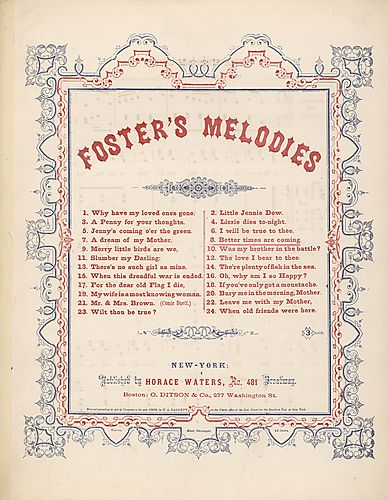 FOSTER'S MELODIES
1. Why have my loved ones gone.
2. Little Jennie Dow.
3. A Penny for your thoughts.
4. Lizzie dies to-night.
5. Jenny's coming o'er the green.
6. I will be true to thee.
7. A dream of my Mother.
8. Better times are coming.
9. Merry little birds are we,
10. Was my brother in the battle?
11. Slumber my Darling:
12. The love I bear to thee.
13. There's no such girl as mine.
14. There's plenty of fish in the sea.
15. When this dreadful war is ended.
16. Oh, why am I so Happy?
17. For the dear old Flag I die,
18. If you've only got a moustache.
19. My wife is a most knowing woman.
20. Bury me in the morning, Mother.
21. Mr. & Mrs. Brown. (Comic Duett.)
22. Leave me with my Mother,
23. Wilt thou be true?
24. When old friends were here.
3
NEW-YORK:
Published by HORACE WATERS, No. 481 Broadway.
Boston: O. DITSON & Co., 277 Washington St.